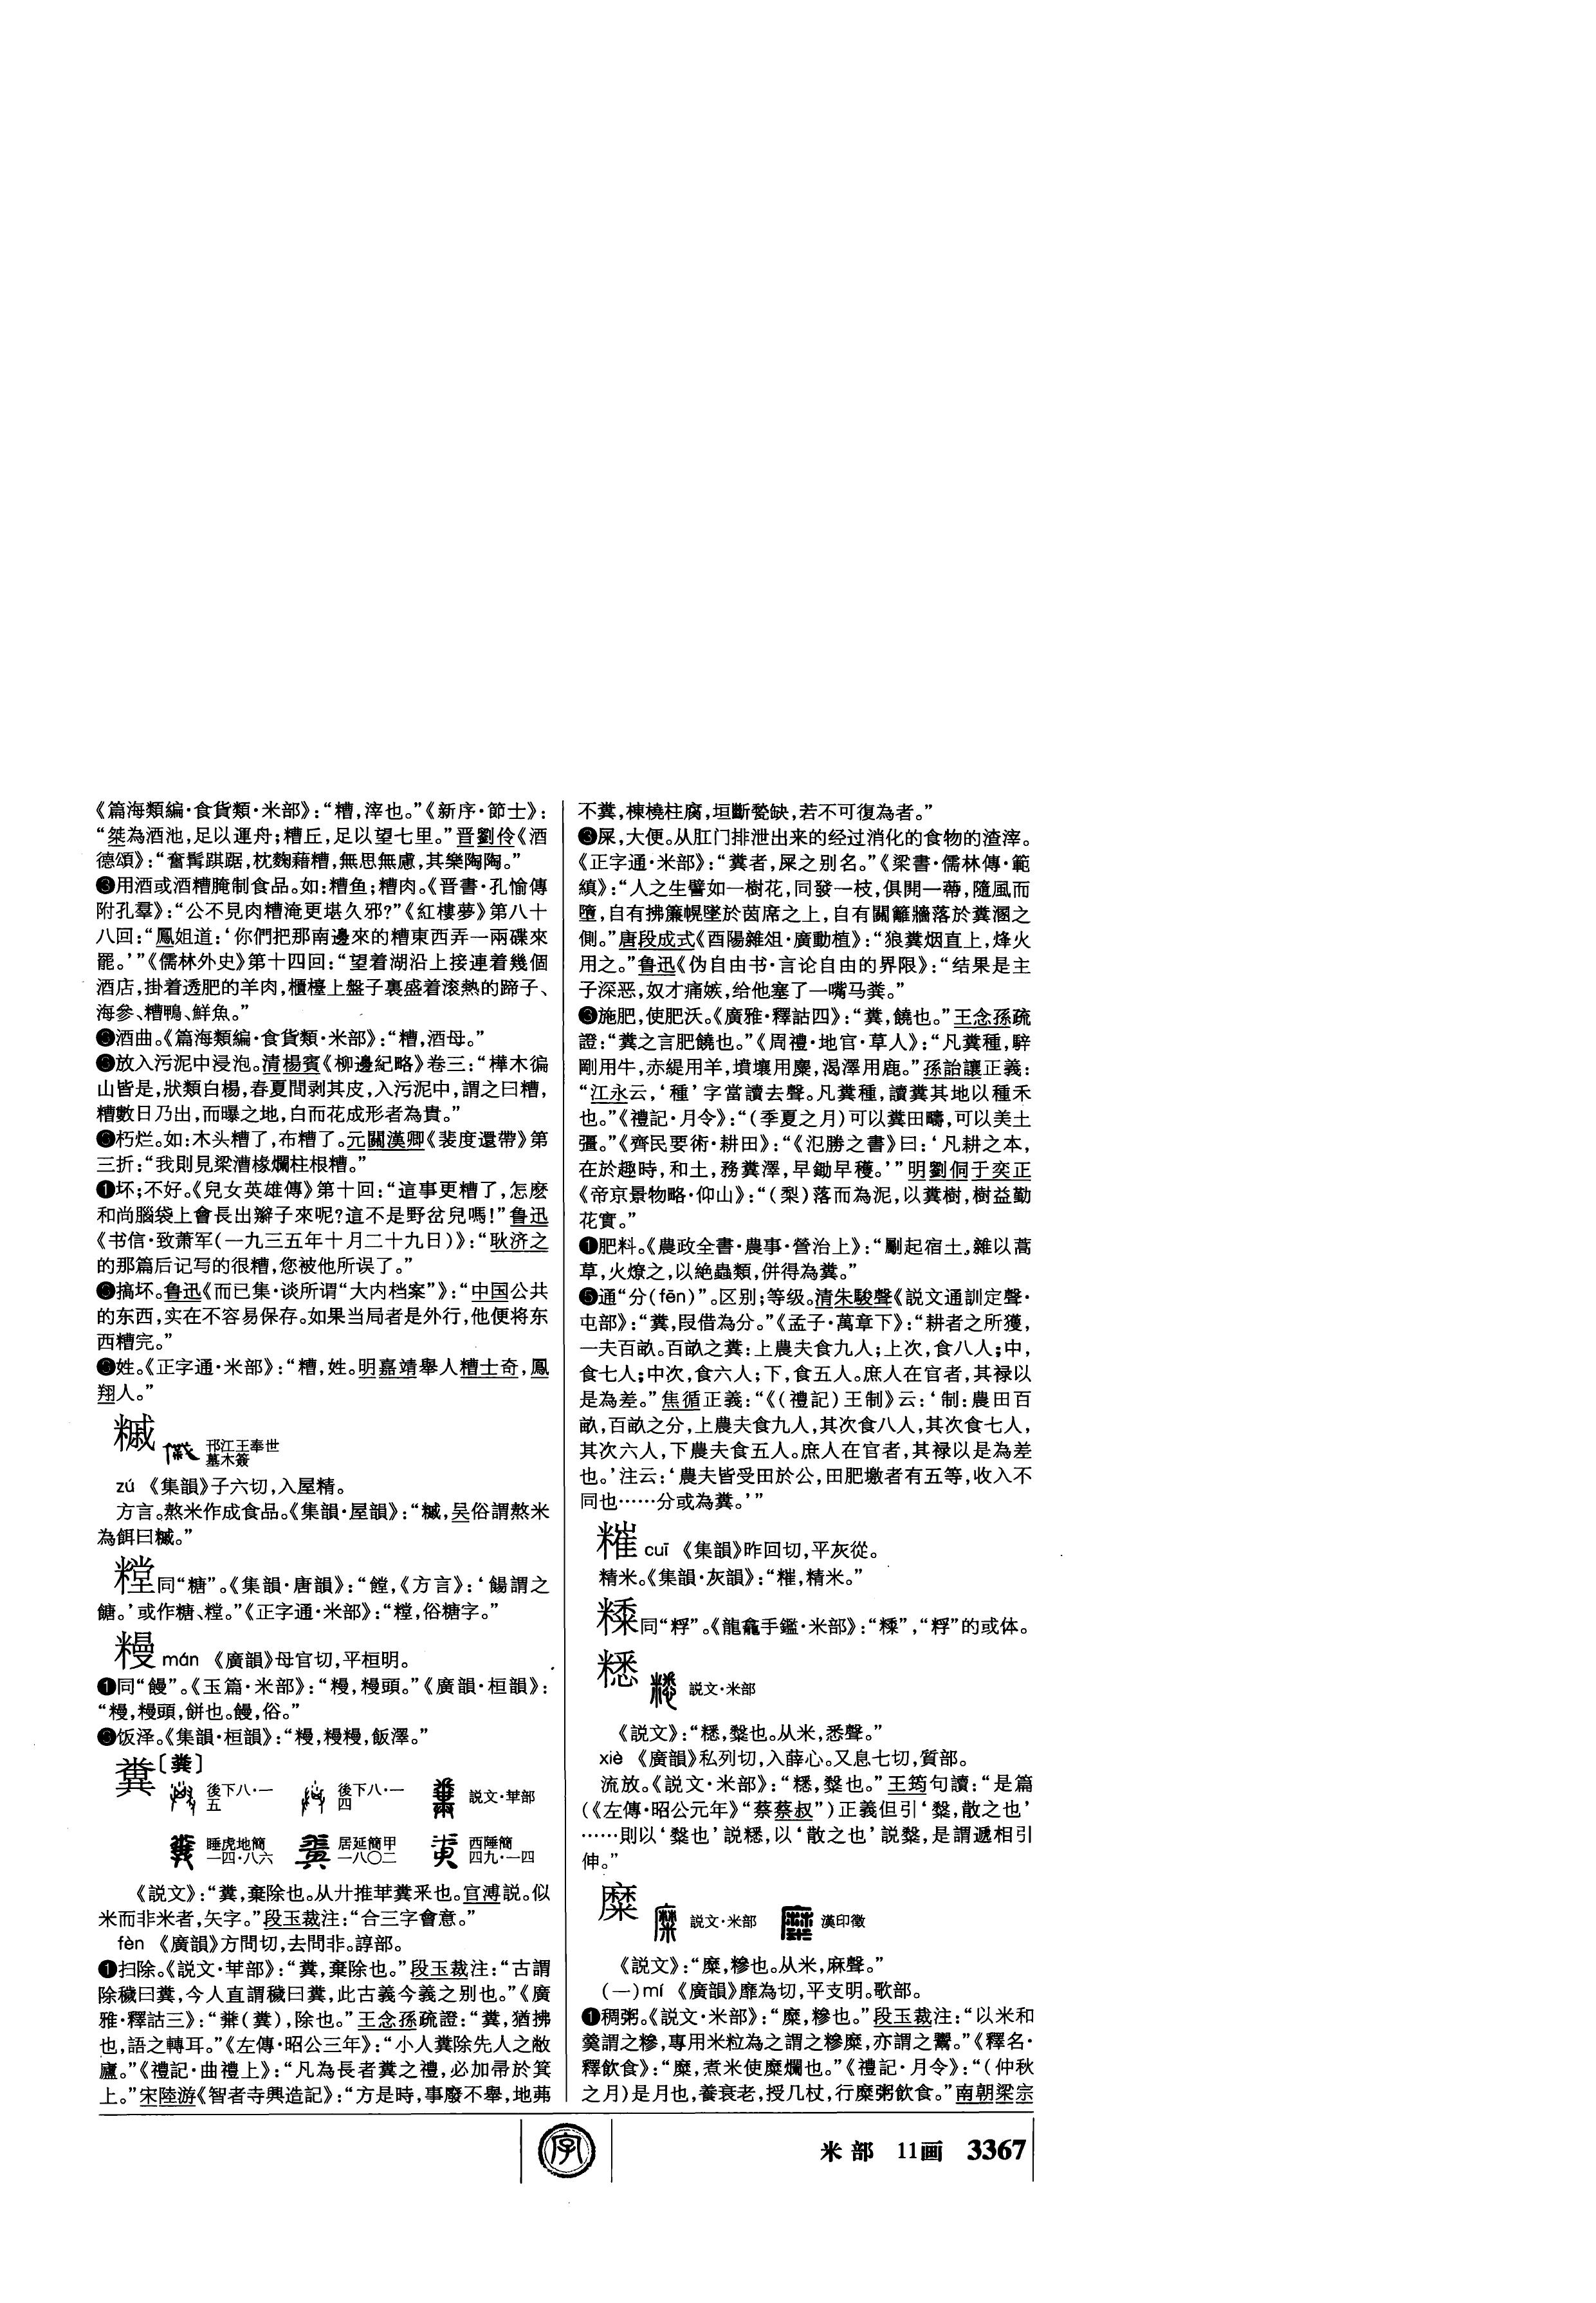 《篇海類編·食貨類·米部》：“糟，滓也。”《新序·節士》：
“桀為酒池，足以運舟；糟丘，足以望七里。”晋劉伶《酒
德頌》：“奮髯踑踞，枕麴藉糟，無思無慮，其樂陶陶。”
❸用酒或酒糟腌制食品。如：糟鱼；糟肉。《晋書·孔愉傳
附孔羣》：“公不見肉糟淹更堪久邪？”《紅樓夢》第八十
八回：“鳳姐道：‘你們把那南邊來的糟東西弄一兩碟來
罷。’”《儒林外史》第十四回：“望着湖沿上接連着幾個
酒店，掛着透肥的羊肉，櫃檯上盤子裏盛着滚熱的蹄子、
海參、糟鴨、鮮魚。”
❸酒曲。《篇海類編·食貨類·米部》：“糟，酒母。”
❸放入污泥中浸泡。清楊賓《柳邊紀略》卷三：“樺木徧
山皆是，狀類白楊，春夏間剥其皮，入污泥中，謂之曰糟，
糟數日乃出，而曝之地，白而花成形者為貴。”
❸朽烂。如：木头糟了，布糟了。元關漢卿《裴度還帶》第
三折：“我則見梁漕椽爛柱根糟。”
❶坏；不好。《兒女英雄傳》第十回：“這事更糟了，怎麽
和尚腦袋上會長出辮子來呢？這不是野岔兒嗎！”鲁迅
《书信·致萧军（一九三五年十月二十九日）》：“耿济之
的那篇后记写的很糟，您被他所误了。”
❸搞坏。鲁迅《而已集·谈所谓“大内档案”》：“中国公共
的东西，实在不容易保存。如果当局者是外行，他便将东
西糟完。”
❸姓。《正字通·米部》：“糟，姓。明嘉靖舉人糟士奇，鳳
翔人。”
䊝 邗江王奉世
墓木簽
zú 《集韻》子六切，入屋精。
方言。熬米作成食品。《集韻·屋韻》：“䊝，吴俗謂熬米
為餌曰䊝。”
糛同“糖”。《集韻·唐韻》：“餹，《方言》：‘餳謂之
餹。’或作糖、糛。”《正字通·米部》：“糛，俗糖字。”
䊡 mán 《廣韻》母官切，平桓明。
❶同“饅”。《玉篇·米部》：“䊡，䊡頭。”《廣韻·桓韻》：
“䊡，䊡頭，餅也。饅，俗。”
❸饭泽。《集韻·桓韻》：“䊡，䊡䊡，飯澤。”
糞〔𥻔〕
後下八·一五 後下八·一四 説文·𠦒部
睡虎地簡一四·八六 居延簡甲一八〇二 西陲簡四九·一四
《説文》：“糞，棄除也。从廾推𠦒糞釆也。官溥説。似
米而非米者，矢字。”段玉裁注：“合三字會意。”
fèn 《廣韻》方問切，去問非。諄部。
❶扫除。《説文·𠦒部》：“糞，棄除也。”段玉裁注：“古謂
除穢曰糞，今人直謂穢曰糞，此古義今義之别也。”《廣
雅·釋詁三》：“㪵（糞），除也。”王念孫疏證：“糞，猶拂
也，語之轉耳。”《左傳·昭公三年》：“小人糞除先人之敝
廬。”《禮記·曲禮上》：“凡為長者糞之禮，必加帚於箕
上。”宋陸游《智者寺興造記》：“方是時，事廢不舉，地茀
不糞，棟橈柱腐，垣斷甃缺，若不可復為者。”
❸屎，大便。从肛门排泄出来的经过消化的食物的渣滓。
《正字通·米部》：“糞者，屎之别名。”《梁書·儒林傳·範
縝》：“人之生譬如一樹花，同發一枝，俱開一蔕，隨風而
墮，自有拂簾幌墜於茵席之上，自有關籬牆落於糞溷之
側。”唐段成式《酉陽雜俎·廣動植》：“狼糞烟直上，烽火
用之。”鲁迅《伪自由书·言论自由的界限》：“结果是主
子深恶，奴才痛嫉，给他塞了一嘴马粪。”
❸施肥，使肥沃。《廣雅·釋詁四》：“糞，饒也。”王念孫疏
證：“糞之言肥饒也。”《周禮·地官·草人》：“凡糞種，騂
剛用牛，赤緹用羊，墳壤用麋，渴澤用鹿。”孫詒讓正義：
“江永云，‘種’字當讀去聲。凡糞種，謂糞其地以種禾
也。”《禮記·月令》：“（季夏之月）可以糞田疇，可以美土
彊。”《齊民要術·耕田》：“《氾勝之書》曰：‘凡耕之本，
在於趣時，和土，務糞澤，早鋤早穫。’”明劉侗于奕正
《帝京景物略·仰山》：“（梨）落而為泥，以糞樹，樹益勤
花實。”
❶肥料。《農政全書·農事·營治上》：“劚起宿土，雜以蒿
草，火燎之，以絶蟲類，併得為糞。”
❺通“分（fēn）”。区别；等级。清朱駿聲《説文通訓定聲·
屯部》：“糞，叚借為分。”《孟子·萬章下》：“耕者之所獲，
一夫百畝。百畝之糞：上農夫食九人；上次，食八人；中，
食七人；中次，食六人；下，食五人。庶人在官者，其禄以
是為差。”焦循正義：“《（禮記）王制》云：‘制：農田百
畝，百畝之分，上農夫食九人，其次食八人，其次食七人，
其次六人，下農夫食五人。庶人在官者，其禄以是為差
也。’注云：‘農夫皆受田於公，田肥墽者有五等，收入不
同也……分或為糞。’”
䊫 cuī 《集韻》昨回切，平灰從。
精米。《集韻·灰韻》：“䊫，精米。”
同“粰”。《龍龕手鑑·米部》：“”，“粰”的或体。
𥻦 説文·米部
《説文》：“𥻦，糳也。从米，悉聲。”
xiè 《廣韻》私列切，入薛心。又息七切，質部。
流放。《説文·米部》：“𥻦，糳也。”王筠句讀：“是篇
（《左傳·昭公元年》“蔡蔡叔”）正義但引‘糳，散之也’
……則以‘糳也’説𥻦，以‘散之也’説糳，是謂遞相引
伸。”
糜 説文·米部 漢印徵
《説文》：“糜，糝也。从米，麻聲。”
（一）mí 《廣韻》靡為切，平支明。歌部。
❶稠粥。《説文·米部》：“糜，糝也。”段玉裁注：“以米和
羹謂之糝，專用米粒為之謂之糝糜，亦謂之鬻。”《釋名·
釋飲食》：“糜，煮米使糜爛也。”《禮記·月令》：“（仲秋
之月）是月也，養衰老，授几杖，行糜粥飲食。”南朝梁宗
字
米部 11画 3367